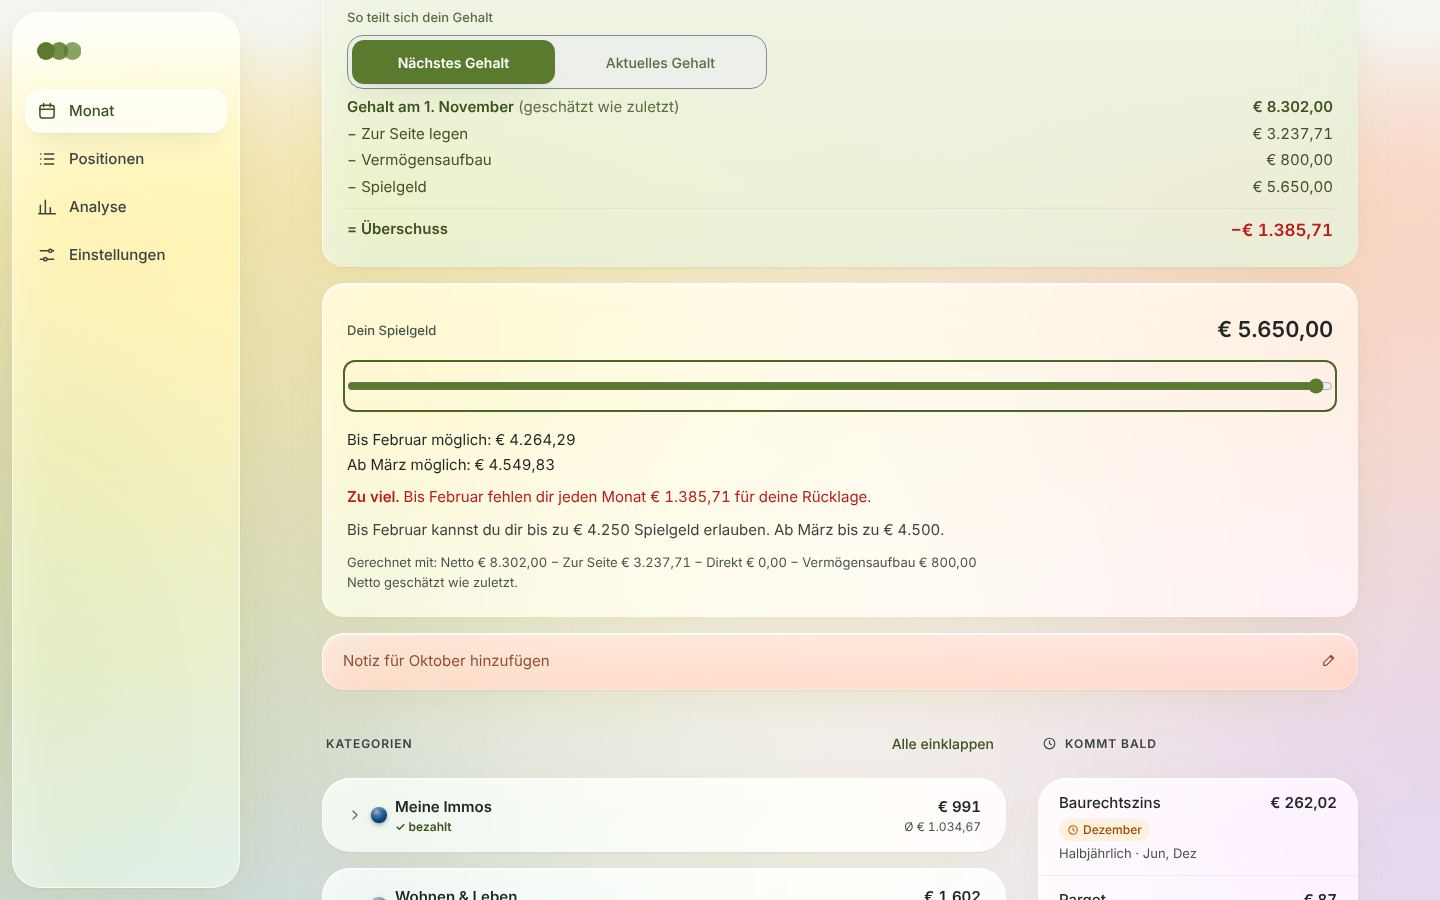 So teilt sich dein Gehalt
Nächstes Gehalt
Aktuelles Gehalt
Gehalt am 1. November (geschätzt wie zuletzt) € 8.302,00
− Zur Seite legen € 3.237,71
− Vermögensaufbau € 800,00
− Spielgeld € 5.650,00
= Überschuss −€ 1.385,71
Monat
Positionen
Analyse
Einstellungen
Dein Spielgeld € 5.650,00
Bis Februar möglich: € 4.264,29
Ab März möglich: € 4.549,83
Zu viel. Bis Februar fehlen dir jeden Monat € 1.385,71 für deine Rücklage.
Bis Februar kannst du dir bis zu € 4.250 Spielgeld erlauben. Ab März bis zu € 4.500.
Gerechnet mit: Netto € 8.302,00 − Zur Seite € 3.237,71 − Direkt € 0,00 − Vermögensaufbau € 800,00
Netto geschätzt wie zuletzt.
Notiz für Oktober hinzufügen
KATEGORIEN
Alle einklappen
Meine Immos € 991
✓ bezahlt Ø € 1.034,67
Wohnen & Leben € 1.602
KOMMT BALD
Baurechtszins € 262,02
Dezember
Halbjährlich · Jun, Dez
€ 87